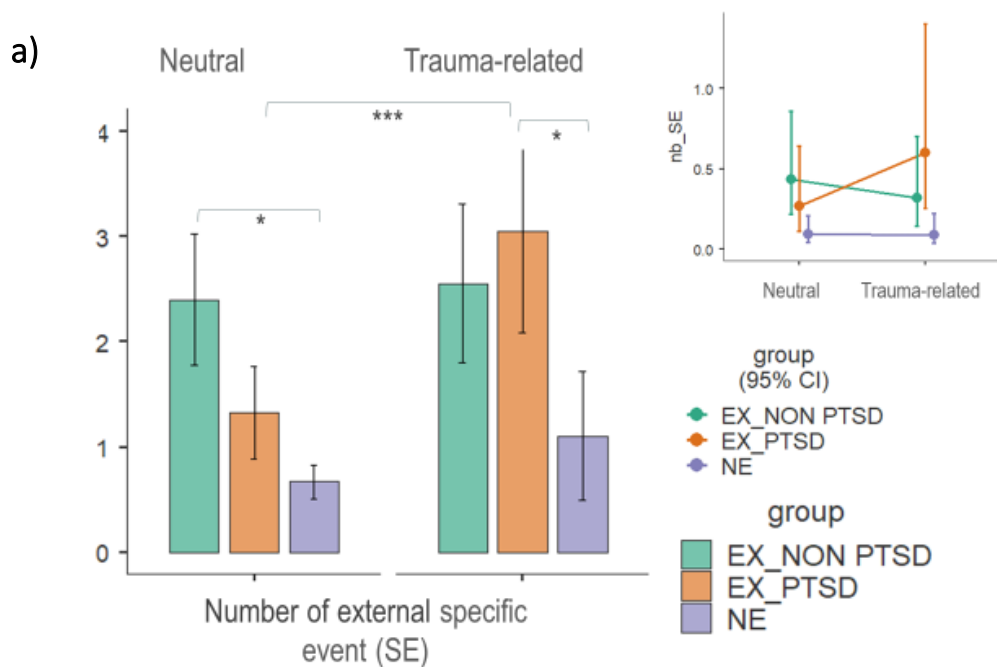 a)
Neutral
Trauma-related
4
3
2
1
0
***
*
*
Number of external specific
event (SE)
nb_SE
1.0
0.5
0.0
Neutral
Trauma-related
group
(95% CI)
EX_NON PTSD
EX_PTSD
NE
group
EX_NON PTSD
EX_PTSD
NE